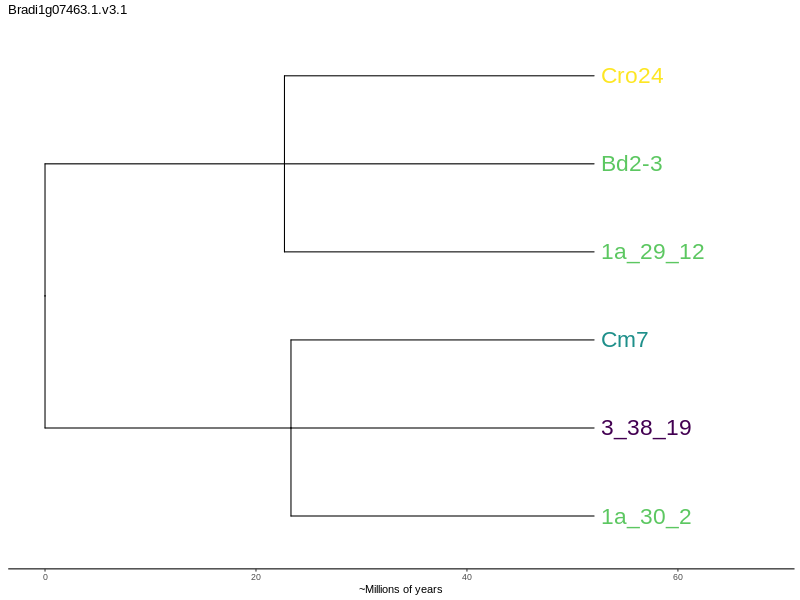 Bradi1g07463.1.v3.1
Cro24
Bd2-3
1a_29_12
Cm7
3_38_19
1a_30_2
0 20 40 60
~Millions of years